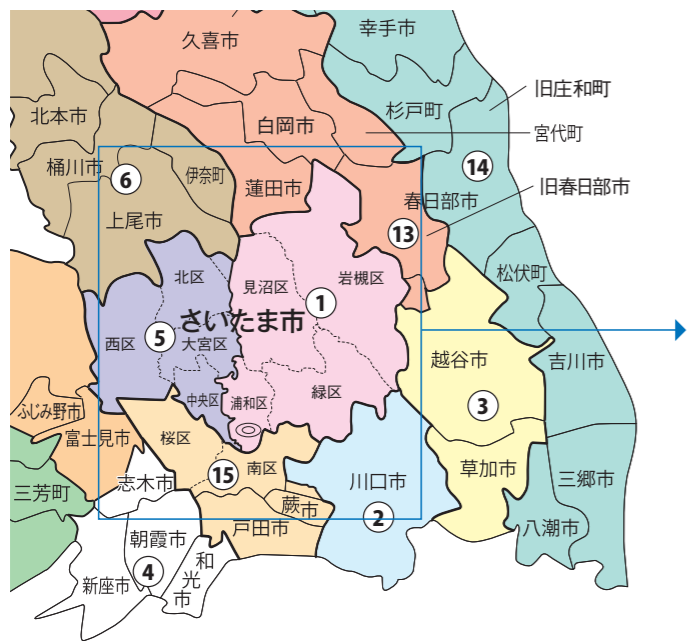 久喜市
幸手市
旧庄和町
北本市
白岡市
杉戸町
宮代町
桶川市
6
伊奈町
蓮田市
14
旧春日部市
春日部市
上尾市
13
北区
見沼区
岩槻区
松伏町
1
さいたま市
5
西区
大宮区
越谷市
吉川市
中央区
浦和区
緑区
3
ふじみ野市
富士見市
桜区
15
南区
草加市
三郷市
三芳町
志木市
川口市
蕨市
2
戸田市
八潮市
朝霞市
4
和光市
新座市